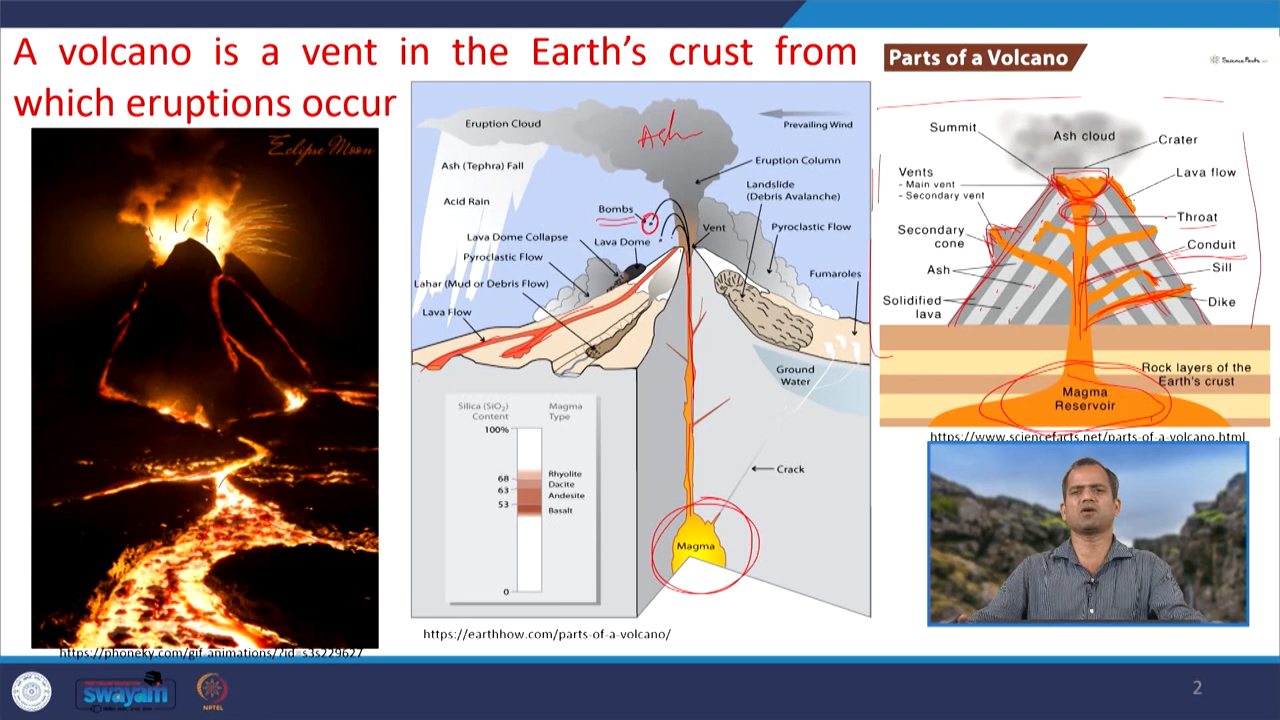 A volcano is a vent in the Earth's crust from
which eruptions occur
Eclipse Moon
https://phoneky.com/gif-animations/?id_s3s229627
Eruption Cloud
Ash
Prevailing Wind
Ash (Tephra) Fall
Eruption Column
Acid Rain
Landslide
(Debris Avalanche)
Bombs
Lava Dome Collapse
Lava Dome
Vent
Pyroclastic Flow
Pyroclastic Flow
Lahar (Mud or Debris Flow)
Fumaroles
Lava Flow
Ground
Water
Silica (SiO₂)
Content
Magma
Type
100%
68
63
53
0
Rhyolite
Dacite
Andesite
Basalt
Crack
Magma
https://earthhow.com/parts-of-a-volcano/
Parts of a Volcano
Summit
Ash cloud
Crater
Vents
- Main vent
- Secondary vent
Lava flow
Throat
Secondary
cone
Conduit
Ash
Sill
Solidified
lava
Dike
Rock layers of the
Earth's crust
Magma
Reservoir
https://www.sciencefacts.net/parts-of-a-volcano.html
swayam
NPTEL
2